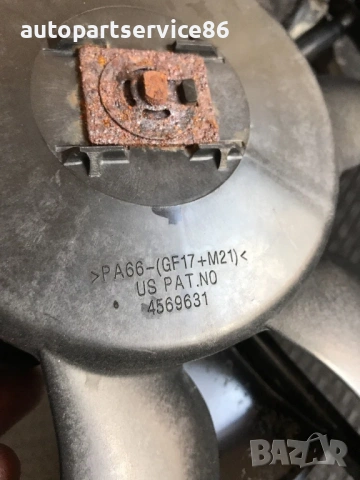 autopartservice86
>PA66-(GF17+M21)<
US PAT.NO
4569631
BAZAR